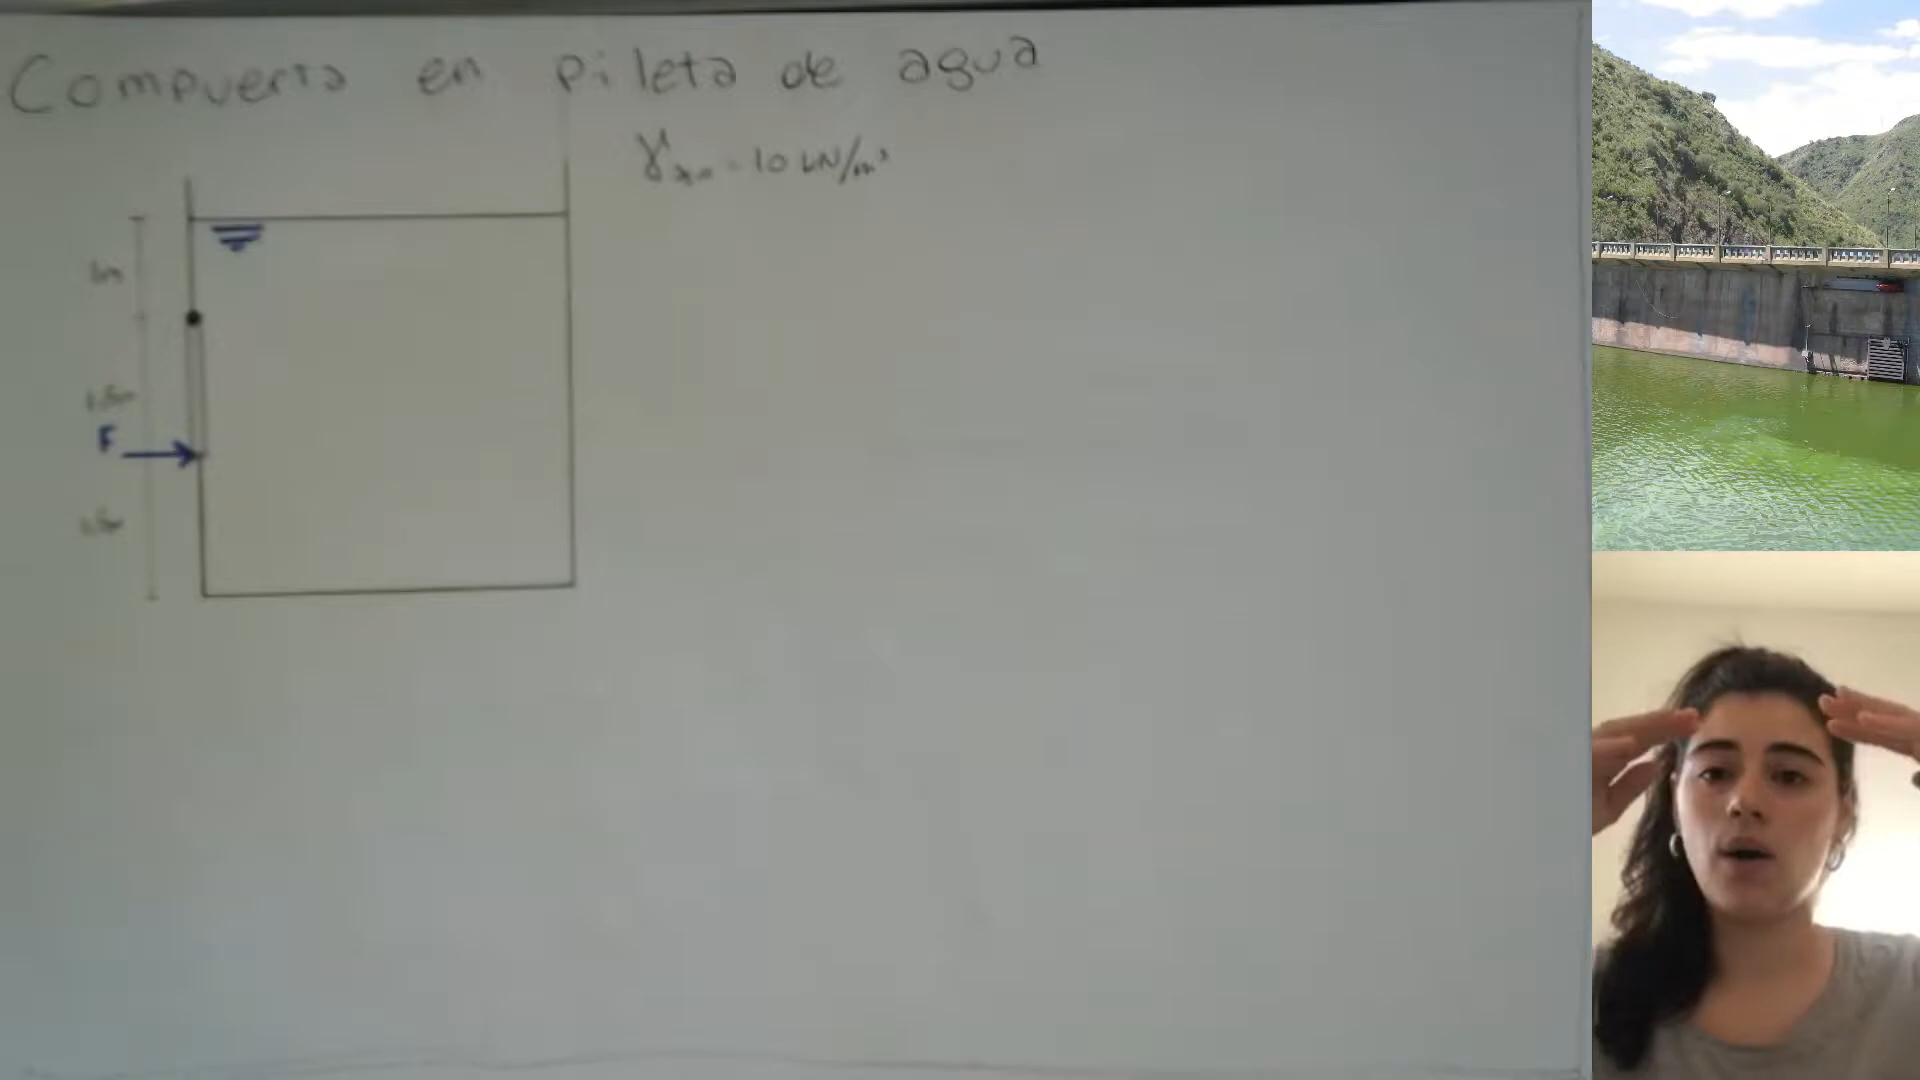 Compuerta en pileta de agua
γ = 10 kN/m³
1m
1.5m
F
1.5m